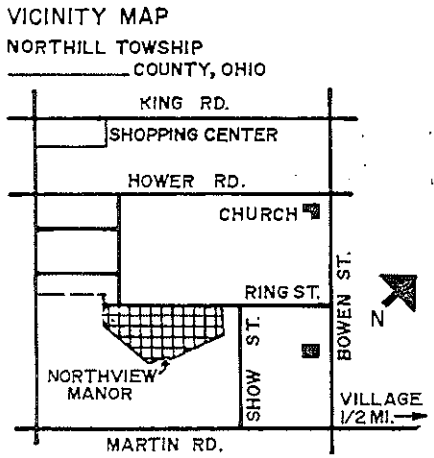 VICINITY MAP
NORTHILL TOWSHIP
__________ COUNTY, OHIO
KING RD.
SHOPPING CENTER
HOWER RD.
CHURCH
RING ST.
BOWEN ST.
N
SHOW ST.
NORTHVIEW
MANOR
VILLAGE
1/2 MI.
MARTIN RD.